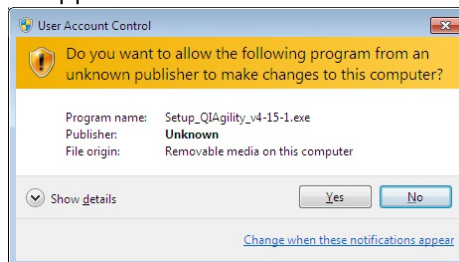 User Account Control
Do you want to allow the following program from an
unknown publisher to make changes to this computer?
Program name: Setup_QIAgility_v4-15-1.exe
Publisher: Unknown
File origin: Removable media on this computer
Show details
Yes
No
Change when these notifications appear